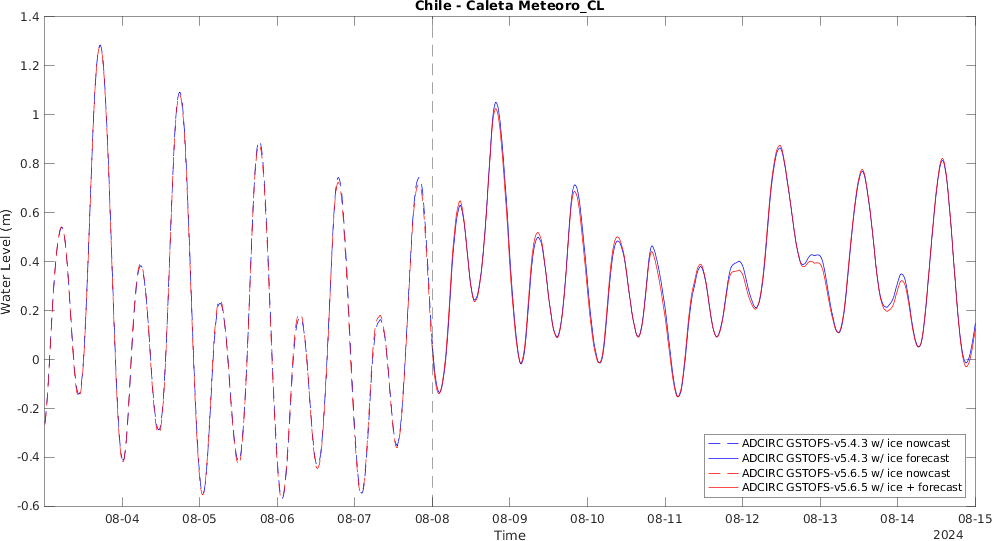 Chile - Caleta Meteoro_CL
1.4
1.2
1
0.8
0.6
0.4
0.2
0
-0.2
-0.4
-0.6
Water Level (m)
08-04 08-05 08-06 08-07 08-08 08-09 08-10 08-11 08-12 08-13 08-14 08-15
Time
2024
ADCIRC GSTOFS-v5.4.3 w/ ice nowcast
ADCIRC GSTOFS-v5.4.3 w/ ice forecast
ADCIRC GSTOFS-v5.6.5 w/ ice nowcast
ADCIRC GSTOFS-v5.6.5 w/ ice + forecast